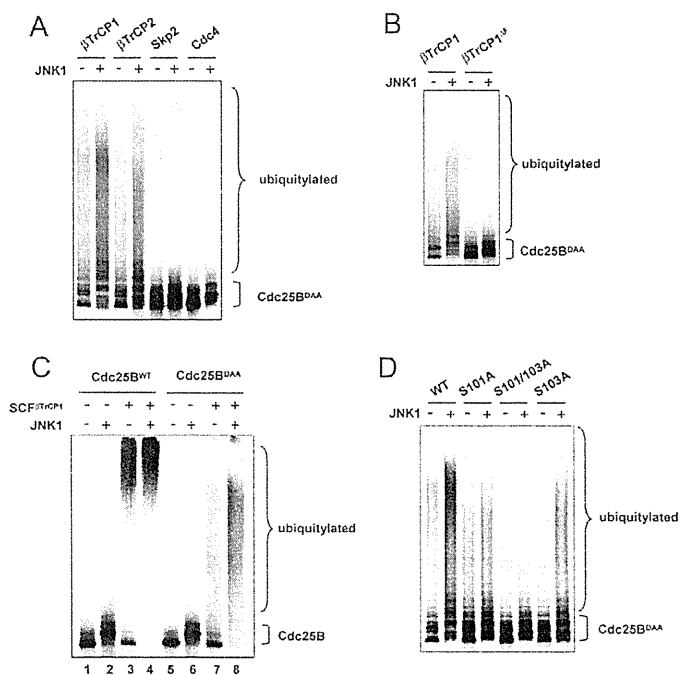 A
βTrCP1 βTrCP2 Skp2 Cdc4
JNK1 - + - + - + - +
ubiquitylated
Cdc25BDAA
B
βTrCP1 βTrCP1ΔF
JNK1 - + - +
ubiquitylated
Cdc25BDAA
C
Cdc25BWT Cdc25BDAA
SCFβTrCP1 - - + + - - + +
JNK1 - + - + - + - +
ubiquitylated
Cdc25B
1 2 3 4 5 6 7 8
D
WT S101A S101/103A S103A
JNK1 - + - + - + - +
ubiquitylated
Cdc25BDAA